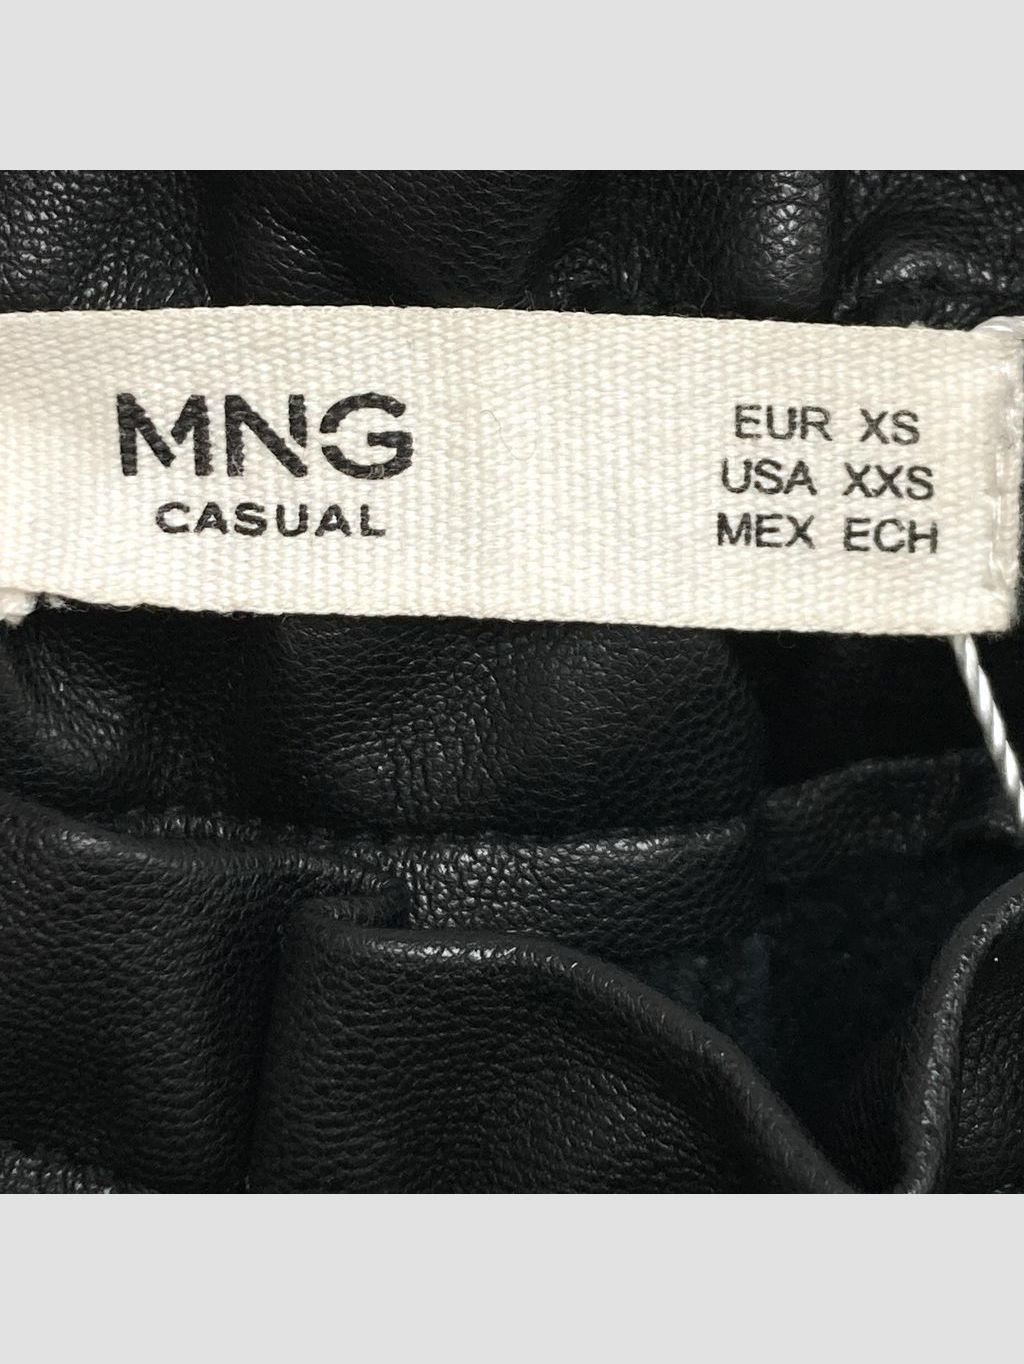 MNG
CASUAL
EUR XS
USA XXS
MEX ECH